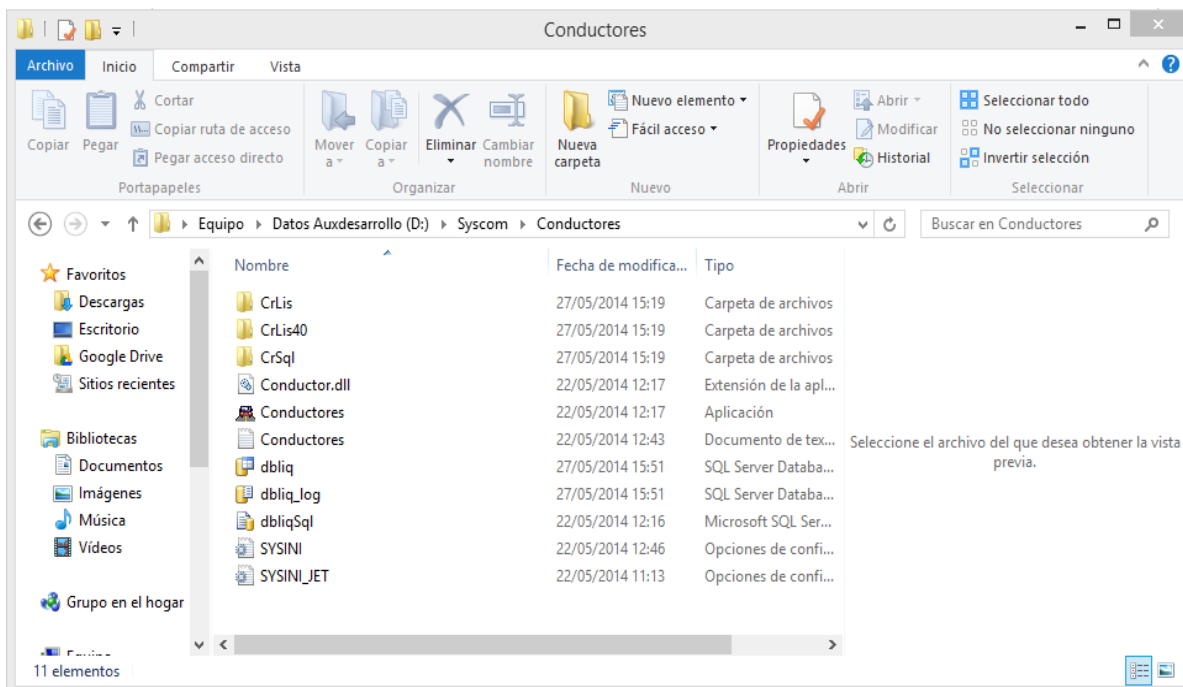 Conductores
Archivo Inicio Compartir Vista
Copiar
Pegar
Cortar
Copiar ruta de acceso
Pegar acceso directo
Portapapeles
Mover a
Copiar a
Eliminar
Cambiar nombre
Organizar
Nueva carpeta
Nuevo elemento
Fácil acceso
Nuevo
Propiedades
Abrir
Modificar
Historial
Abrir
Seleccionar todo
No seleccionar ninguno
Invertir selección
Seleccionar
Equipo Datos Auxdesarrollo (D:) Syscom Conductores
Buscar en Conductores
Favoritos
Descargas
Escritorio
Google Drive
Sitios recientes
Bibliotecas
Documentos
Imágenes
Música
Vídeos
Grupo en el hogar
Nombre Fecha de modifica... Tipo
CrLis 27/05/2014 15:19 Carpeta de archivos
CrLis40 27/05/2014 15:19 Carpeta de archivos
CrSql 27/05/2014 15:19 Carpeta de archivos
Conductor.dll 22/05/2014 12:17 Extensión de la apl...
Conductores 22/05/2014 12:17 Aplicación
Conductores 22/05/2014 12:43 Documento de tex...
dbliq 27/05/2014 15:51 SQL Server Databa...
dbliq_log 27/05/2014 15:51 SQL Server Databa...
dbliqSql 22/05/2014 12:16 Microsoft SQL Ser...
SYSINI 22/05/2014 12:46 Opciones de confi...
SYSINI_JET 22/05/2014 11:13 Opciones de confi...
Seleccione el archivo del que desea obtener la vista
previa.
11 elementos